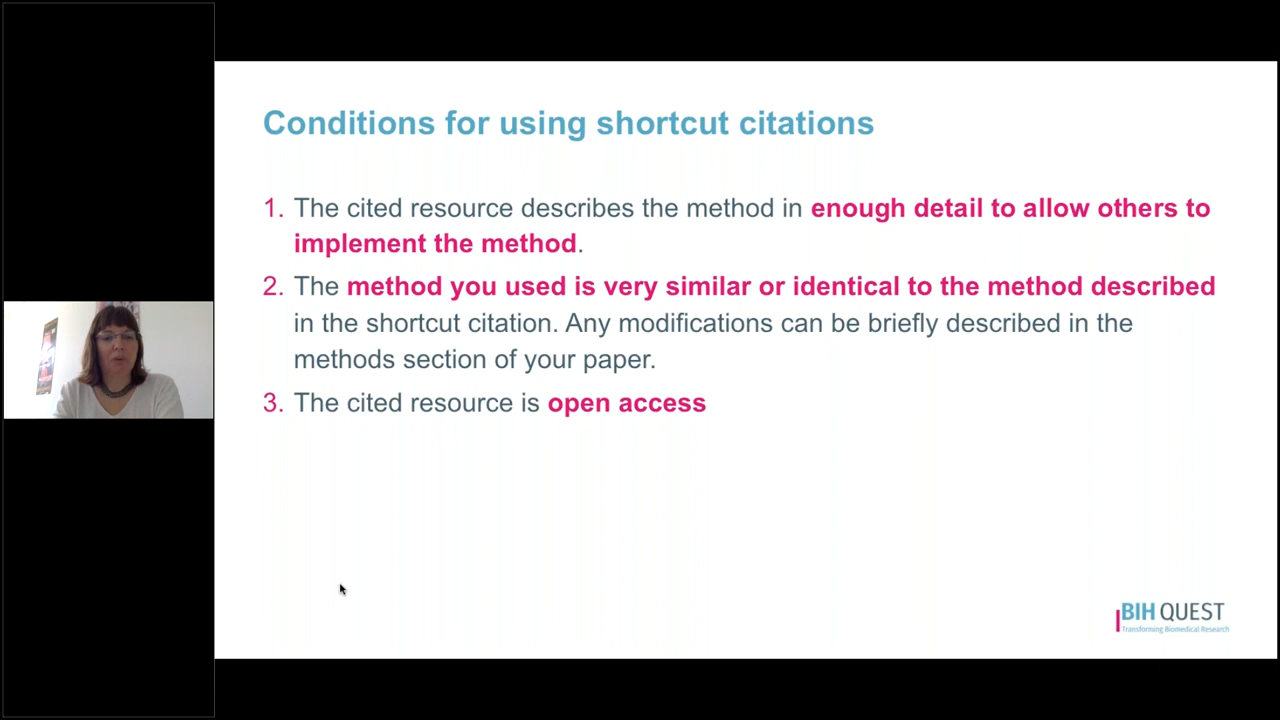 Conditions for using shortcut citations
1. The cited resource describes the method in enough detail to allow others to
implement the method.
2. The method you used is very similar or identical to the method described
in the shortcut citation. Any modifications can be briefly described in the
methods section of your paper.
3. The cited resource is open access
BIH QUEST
Transforming Biomedical Research